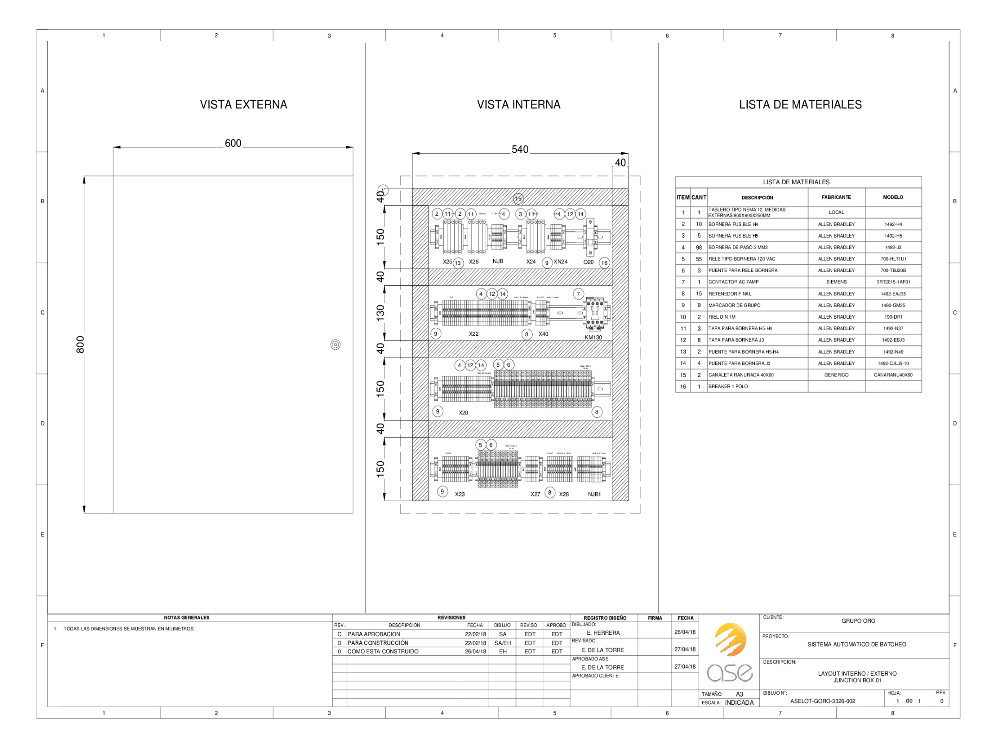 1 2 3 4 5 6 7 8
A A
B B
C C
D D
E E
F F
VISTA EXTERNA
600
800
VISTA INTERNA
540
40
1
40
15
2 11 2 11 220VAC 4 3 11 4 12 14
150
X25 13 X26 NJB X24 9 XN24 Q20 16
40
4 12 14 7
110VAC 220VAC
130
9 X22 8 X40 KM130
40
4 12 14 5 6
150
9 X20 8
40
5 6
110VAC 110VAC
150
9 X23 X27 8 X28 NJB1
LISTA DE MATERIALES
LISTA DE MATERIALES
ITEM CANT DESCRIPCIÓN FABRICANTE MODELO
1 1 TABLERO TIPO NEMA 12, MEDIDAS EXTERNAS:800X600X250MM LOCAL
2 10 BORNERA FUSIBLE H4 ALLEN BRADLEY 1492-H4
3 5 BORNERA FUSIBLE H5 ALLEN BRADLEY 1492-H5
4 98 BORNERA DE PASO 3 MM2 ALLEN BRADLEY 1492-J3
5 55 RELE TIPO BORNERA 120 VAC ALLEN BRADLEY 700-HLT1U1
6 3 PUENTE PARA RELE BORNERA ALLEN BRADLEY 700-TBJ20B
7 1 CONTACTOR AC 7AMP SIEMENS 3RT2015-1AF01
8 15 RETENEDOR FINAL ALLEN BRADLEY 1492-EAJ35
9 9 MARCADOR DE GRUPO ALLEN BRADLEY 1492-GM35
10 2 RIEL DIN 1M ALLEN BRADLEY 199-DR1
11 3 TAPA PARA BORNERA H5-H4 ALLEN BRADLEY 1492-N37
12 8 TAPA PARA BORNERA J3 ALLEN BRADLEY 1492-EBJ3
13 2 PUENTE PARA BORNERA H5-H4 ALLEN BRADLEY 1492-N49
14 4 PUENTE PARA BORNERA J3 ALLEN BRADLEY 1492-CJLJ5-10
15 2 CANALETA RANURADA 40X60 GENERICO CANARANU40X60
16 1 BREAKER 1 POLO
NOTAS GENERALES
1. TODAS LAS DIMENSIONES SE MUESTRAN EN MILIMETROS.
REVISIONES
REV. DESCRIPCION FECHA DIBUJO REVISO APROBO
C PARA APROBACION 22/02/18 SA EDT EDT
D PARA CONSTRUCCIÓN 22/02/18 SA/EH EDT EDT
0 COMO ESTA CONSTRUIDO 26/04/18 EH EDT EDT
REGISTRO DISEÑO FIRMA FECHA
DIBUJADO:
E. HERRERA 26/04/18
REVISADO:
E. DE LA TORRE 27/04/18
APROBADO ASE:
E. DE LA TORRE 27/04/18
APROBADO CLIENTE:
ase
TAMAÑO: A3
ESCALA: INDICADA
CLIENTE:
GRUPO ORO
PROYECTO:
SISTEMA AUTOMATICO DE BATCHEO
DESCRIPCION:
LAYOUT INTERNO / EXTERNO
JUNCTION BOX 01
DIBUJO N°:
ASELOT-GORO-3326-002
HOJA:
1 de 1
REV.
0
1 2 3 4 5 6 7 8